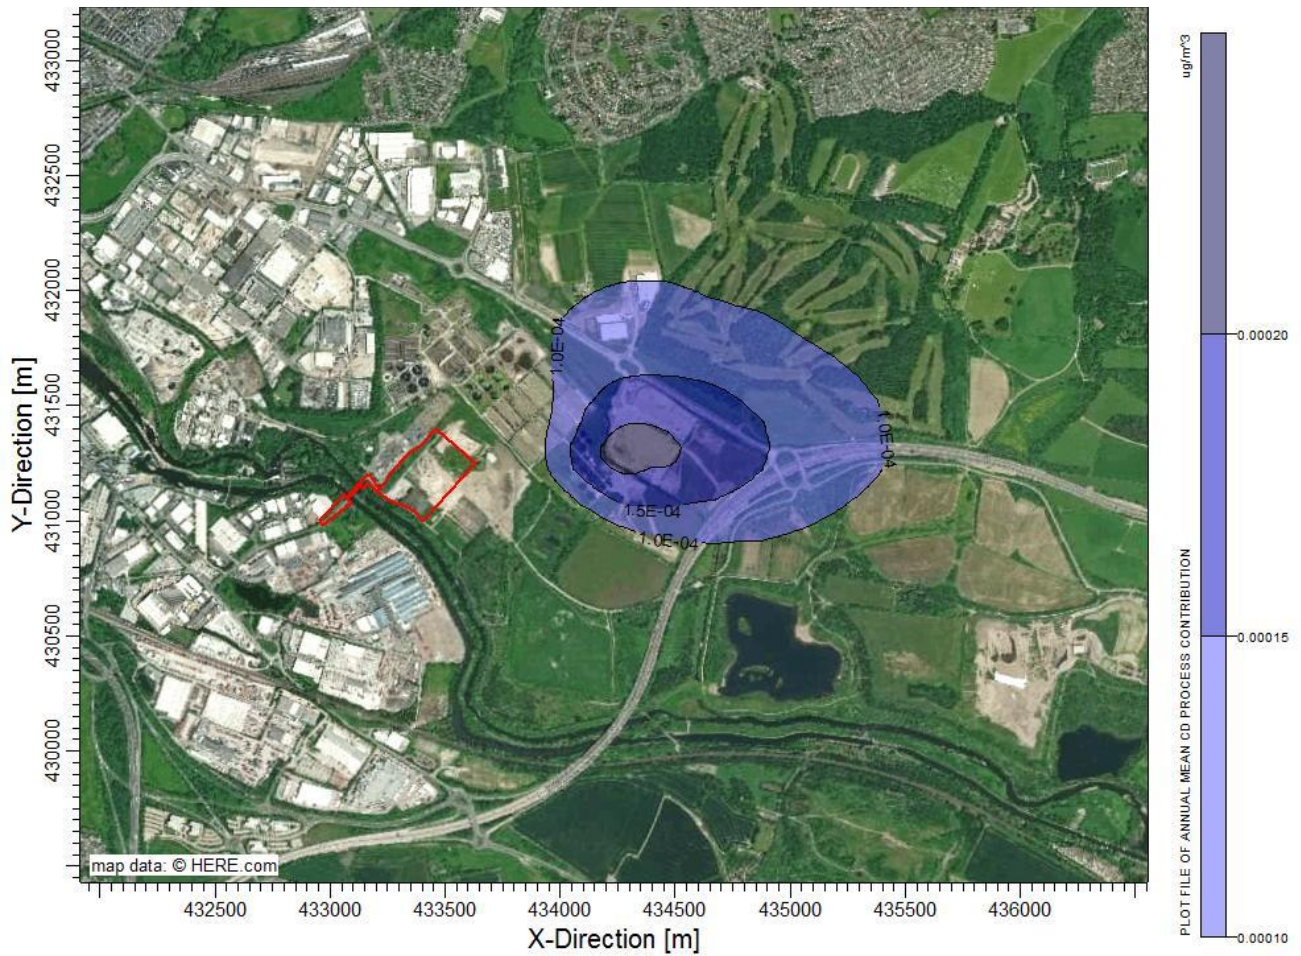 433000
432500
432000
431500
431000
430500
430000
Y-Direction [m]
1.0E-04
1.0E-04
1.5E-04
1.0E-04
map data: © HERE.com
432500 433000 433500 434000 434500 435000 435500 436000
X-Direction [m]
ug/m^3
PLOT FILE OF ANNUAL MEAN CD PROCESS CONTRIBUTION
0.00020
0.00015
0.00010